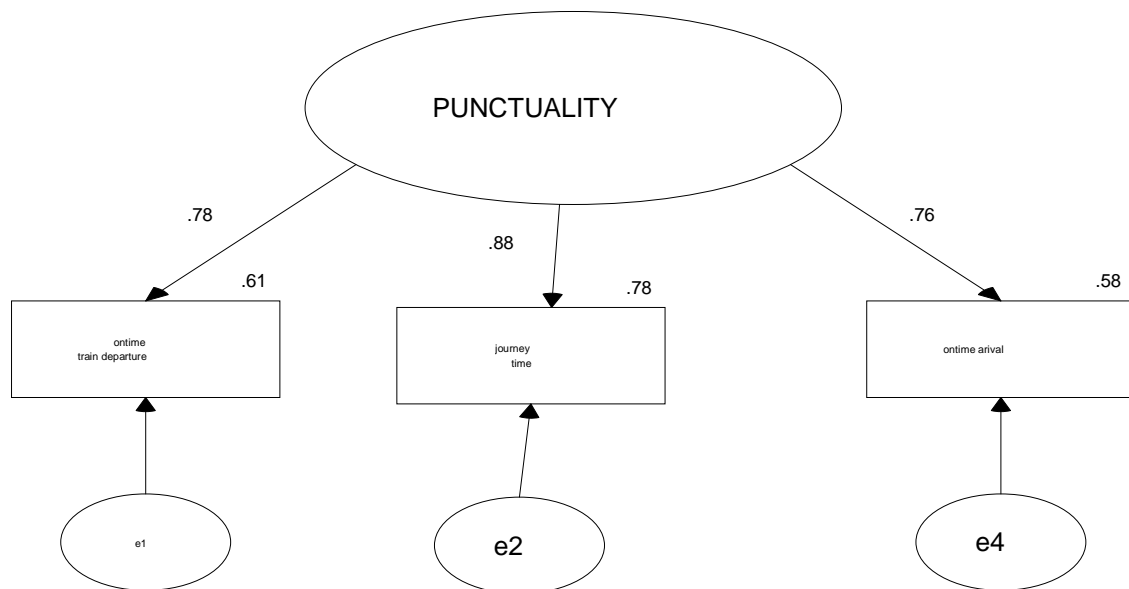 PUNCTUALITY
.78
.88
.76
.61
.78
.58
ontime
train departure
journey
time
ontime arival
e1
e2
e4